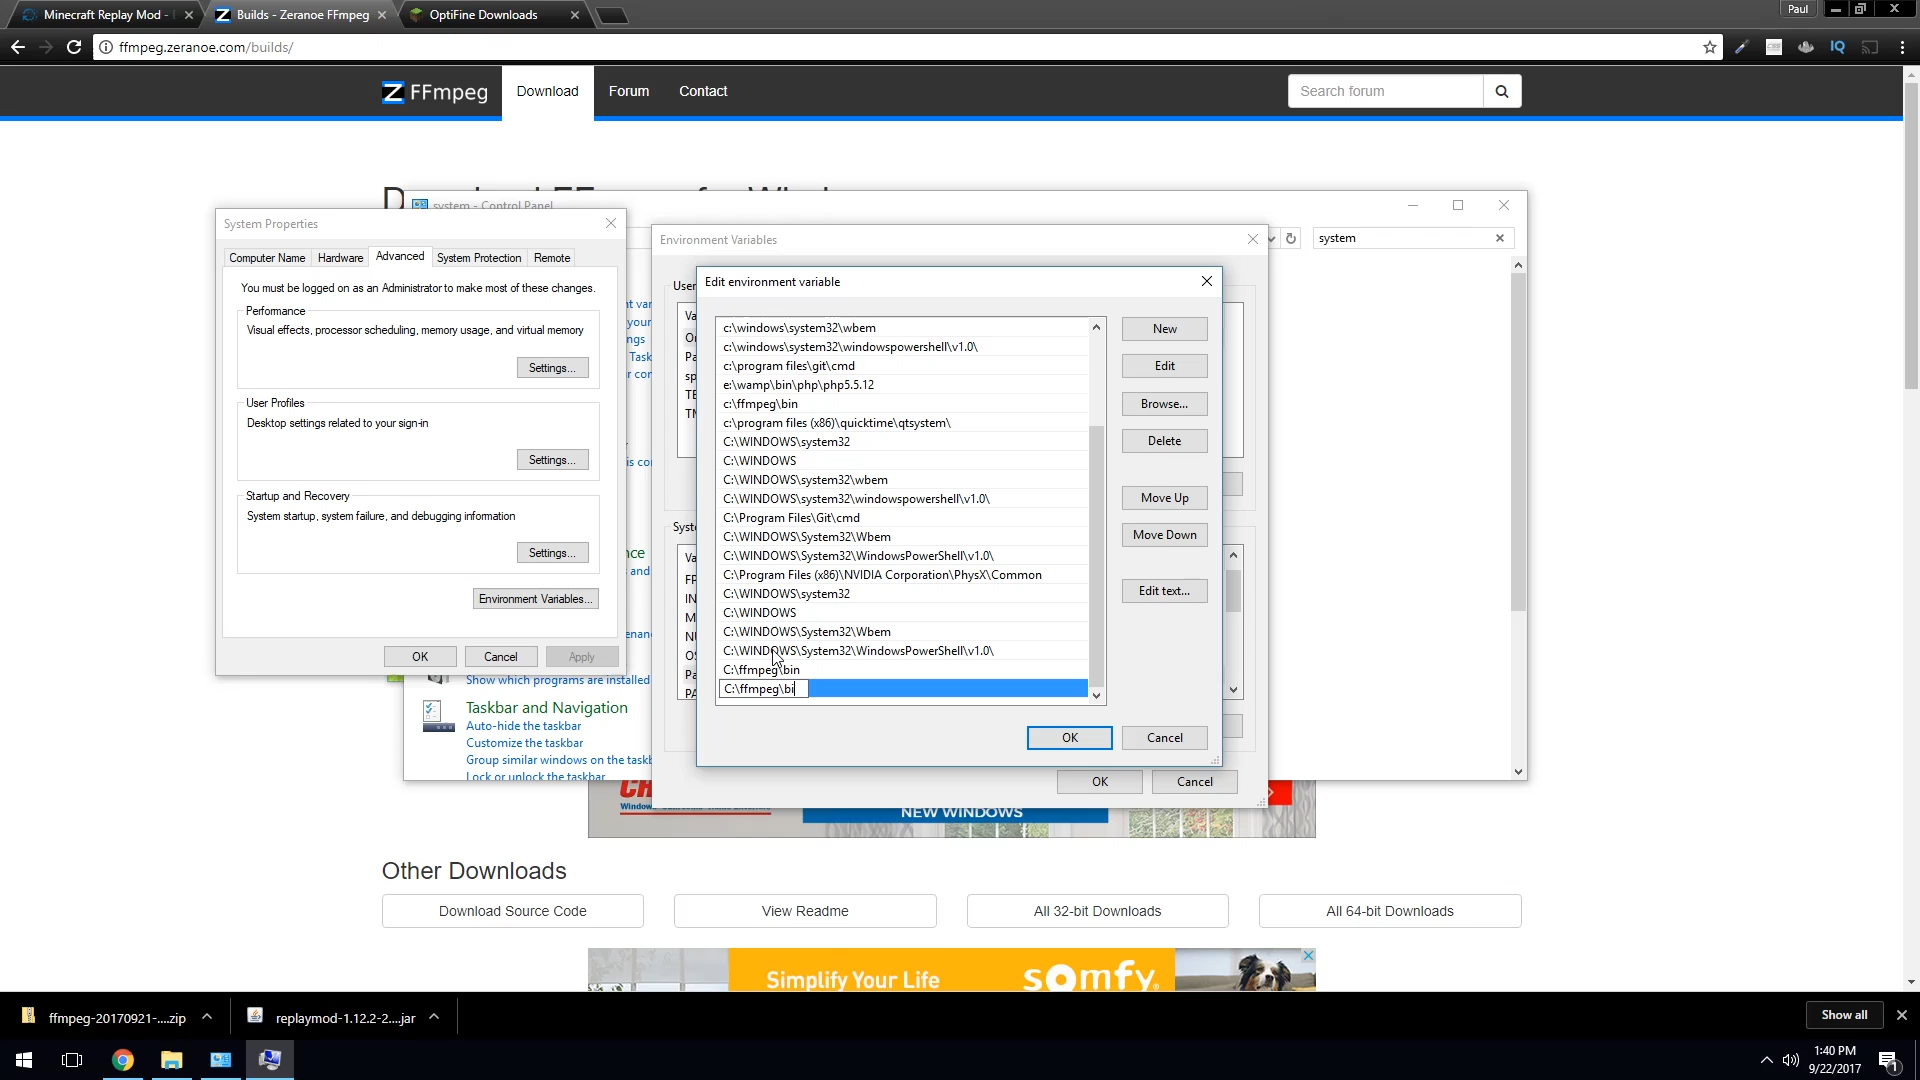 Minecraft Replay Mod -
Builds - Zeranoe FFmpeg
OptiFine Downloads
Paul
ffmpeg.zeranoe.com/builds/
IQ
Z FFmpeg
Download
Forum
Contact
Search forum
system - Control Panel
system
System Properties
Computer Name
Hardware
Advanced
System Protection
Remote
You must be logged on as an Administrator to make most of these changes.
Performance
Visual effects, processor scheduling, memory usage, and virtual memory
Settings...
User Profiles
Desktop settings related to your sign-in
Settings...
Startup and Recovery
System startup, system failure, and debugging information
Settings...
Environment Variables...
OK
Cancel
Apply
Show which programs are installed
Taskbar and Navigation
Auto-hide the taskbar
Customize the taskbar
Group similar windows on the taskb
Lock or unlock the taskbar
Environment Variables
Edit environment variable
c:\windows\system32\wbem
c:\windows\system32\windowspowershell\v1.0\
c:\program files\git\cmd
e:\wamp\bin\php\php5.5.12
c:\ffmpeg\bin
c:\program files (x86)\quicktime\qtsystem\
C:\WINDOWS\system32
C:\WINDOWS
C:\WINDOWS\system32\wbem
C:\WINDOWS\system32\windowspowershell\v1.0\
C:\Program Files\Git\cmd
C:\WINDOWS\System32\Wbem
C:\WINDOWS\System32\WindowsPowerShell\v1.0\
C:\Program Files (x86)\NVIDIA Corporation\PhysX\Common
C:\WINDOWS\system32
C:\WINDOWS
C:\WINDOWS\System32\Wbem
C:\WINDOWS\System32\WindowsPowerShell\v1.0\
C:\ffmpeg\bin
C:\ffmpeg\bi
New
Edit
Browse...
Delete
Move Up
Move Down
Edit text...
OK
Cancel
OK
Cancel
NEW WINDOWS
Other Downloads
Download Source Code
View Readme
All 32-bit Downloads
All 64-bit Downloads
Simplify Your Life
somfy.
ffmpeg-20170921-....zip
replaymod-1.12.2-2....jar
Show all
1:40 PM
9/22/2017
1